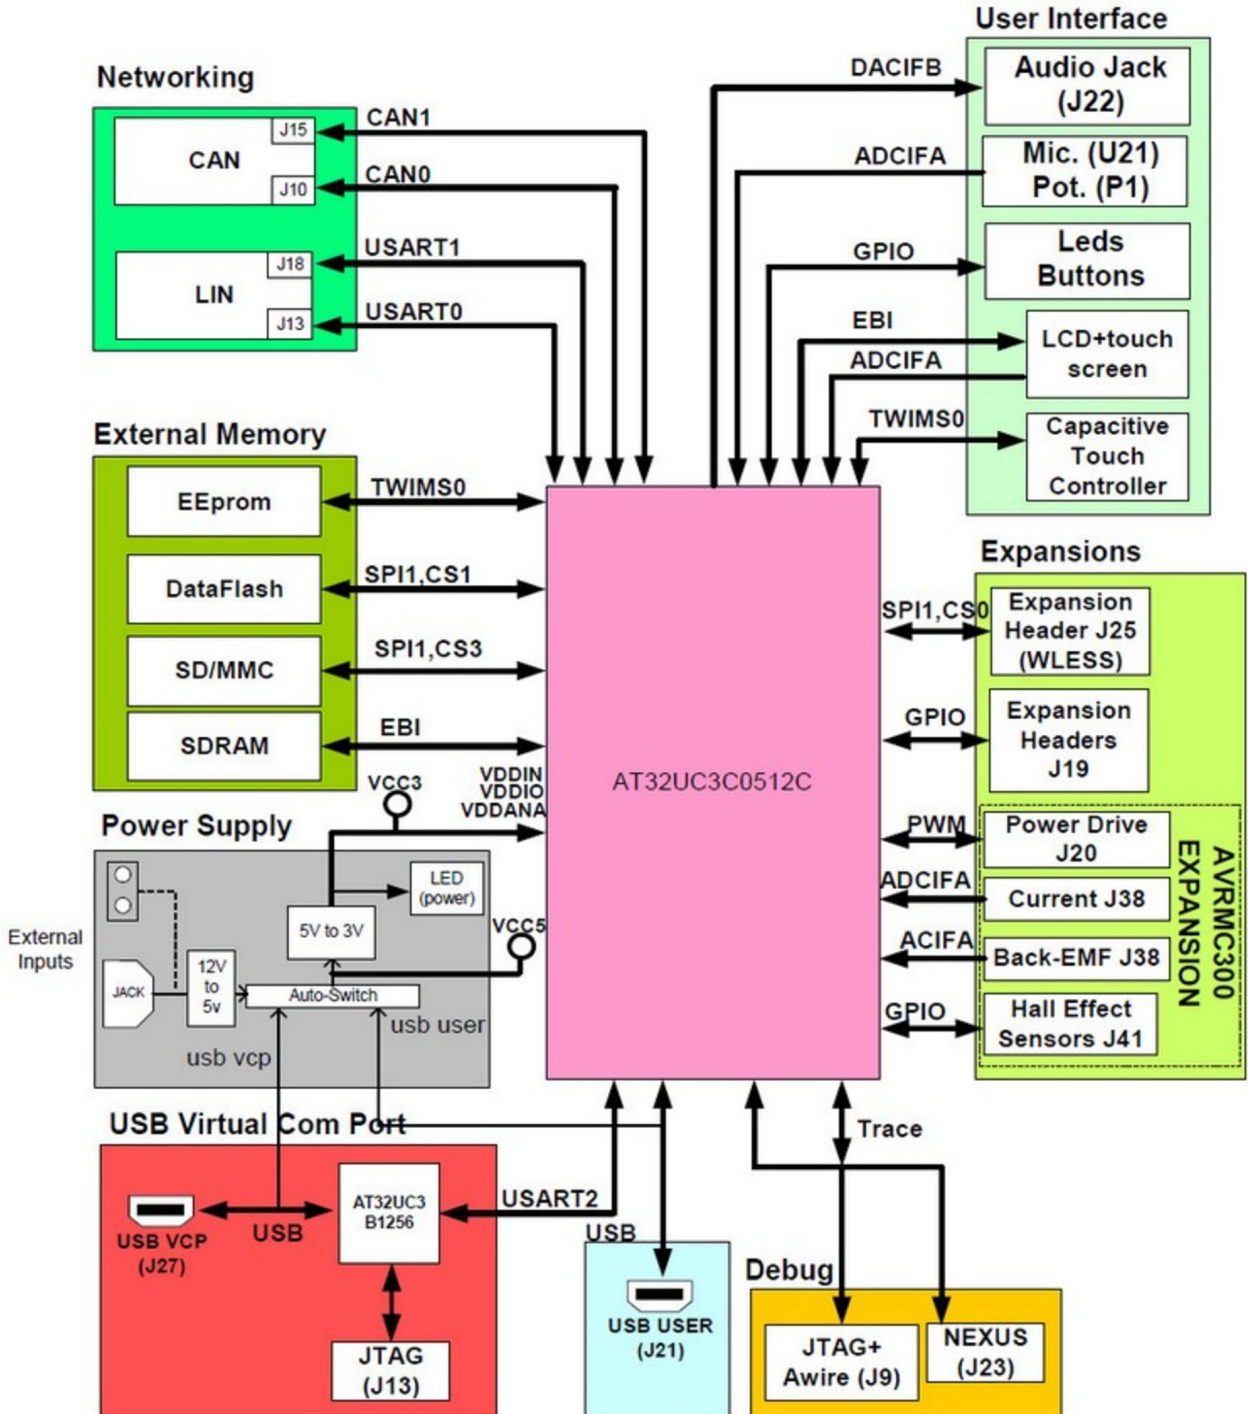 User Interface
DACIFB
Audio Jack
(J22)
ADCIFA
Mic. (U21)
Pot. (P1)
GPIO
Leds
Buttons
EBI
ADCIFA
LCD+touch
screen
TWIMS0
Capacitive
Touch
Controller
Networking
CAN
J15
J10
CAN1
CAN0
LIN
J18
J13
USART1
USART0
External Memory
EEprom
TWIMS0
DataFlash
SPI1,CS1
SD/MMC
SPI1,CS3
SDRAM
EBI
AT32UC3C0512C
Expansions
SPI1,CS0
Expansion
Header J25
(WLESS)
GPIO
Expansion
Headers
J19
PWM
Power Drive
J20
ADCIFA
Current J38
ACIFA
Back-EMF J38
GPIO
Hall Effect
Sensors J41
AVRMC300
EXPANSION
Power Supply
VCC3
VDDIN
VDDIO
VDDANA
LED
(power)
5V to 3V
VCC5
External
Inputs
JACK
12V
to
5v
Auto-Switch
usb user
usb vcp
USB Virtual Com Port
USB VCP
(J27)
USB
AT32UC3
B1256
USART2
JTAG
(J13)
USB
USB USER
(J21)
Trace
Debug
JTAG+
Awire (J9)
NEXUS
(J23)